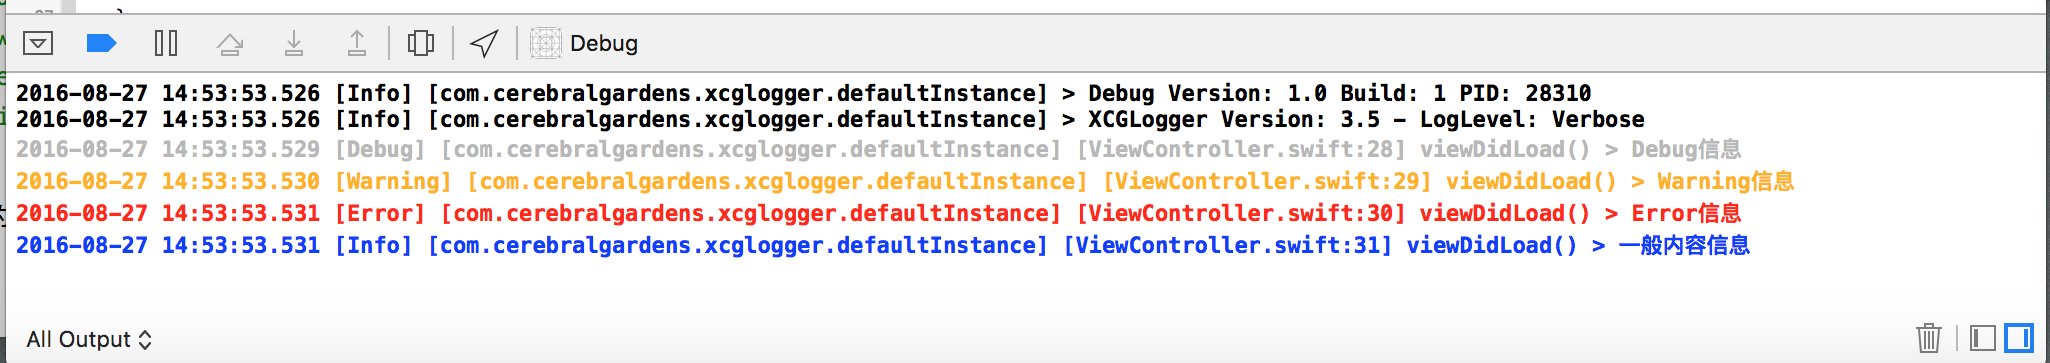 Debug
2016-08-27 14:53:53.526 [Info] [com.cerebralgardens.xcglogger.defaultInstance] > Debug Version: 1.0 Build: 1 PID: 28310
2016-08-27 14:53:53.526 [Info] [com.cerebralgardens.xcglogger.defaultInstance] > XCGLogger Version: 3.5 - LogLevel: Verbose
2016-08-27 14:53:53.529 [Debug] [com.cerebralgardens.xcglogger.defaultInstance] [ViewController.swift:28] viewDidLoad() > Debug信息
2016-08-27 14:53:53.530 [Warning] [com.cerebralgardens.xcglogger.defaultInstance] [ViewController.swift:29] viewDidLoad() > Warning信息
2016-08-27 14:53:53.531 [Error] [com.cerebralgardens.xcglogger.defaultInstance] [ViewController.swift:30] viewDidLoad() > Error信息
2016-08-27 14:53:53.531 [Info] [com.cerebralgardens.xcglogger.defaultInstance] [ViewController.swift:31] viewDidLoad() > 一般内容信息
All Output